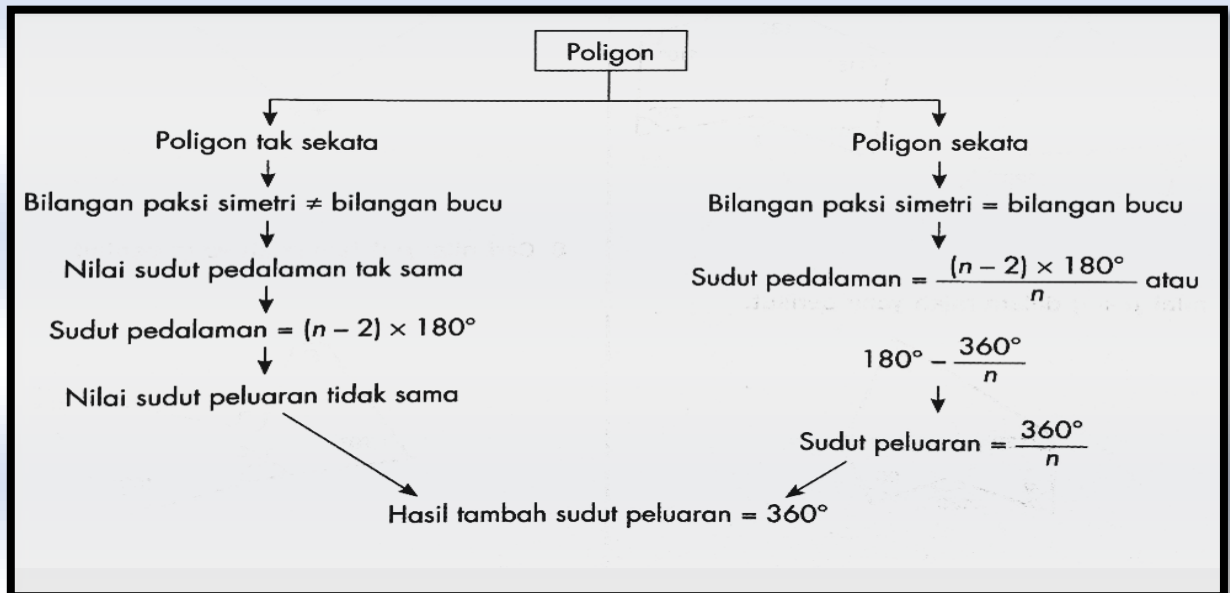 Poligon
Poligon tak sekata
Bilangan paksi simetri ≠ bilangan bucu
Nilai sudut pedalaman tak sama
Sudut pedalaman = (n – 2) × 180°
Nilai sudut peluaran tidak sama
Poligon sekata
Bilangan paksi simetri = bilangan bucu
Sudut pedalaman = (n – 2) × 180° / n atau
180° – 360° / n
Sudut peluaran = 360° / n
Hasil tambah sudut peluaran = 360°